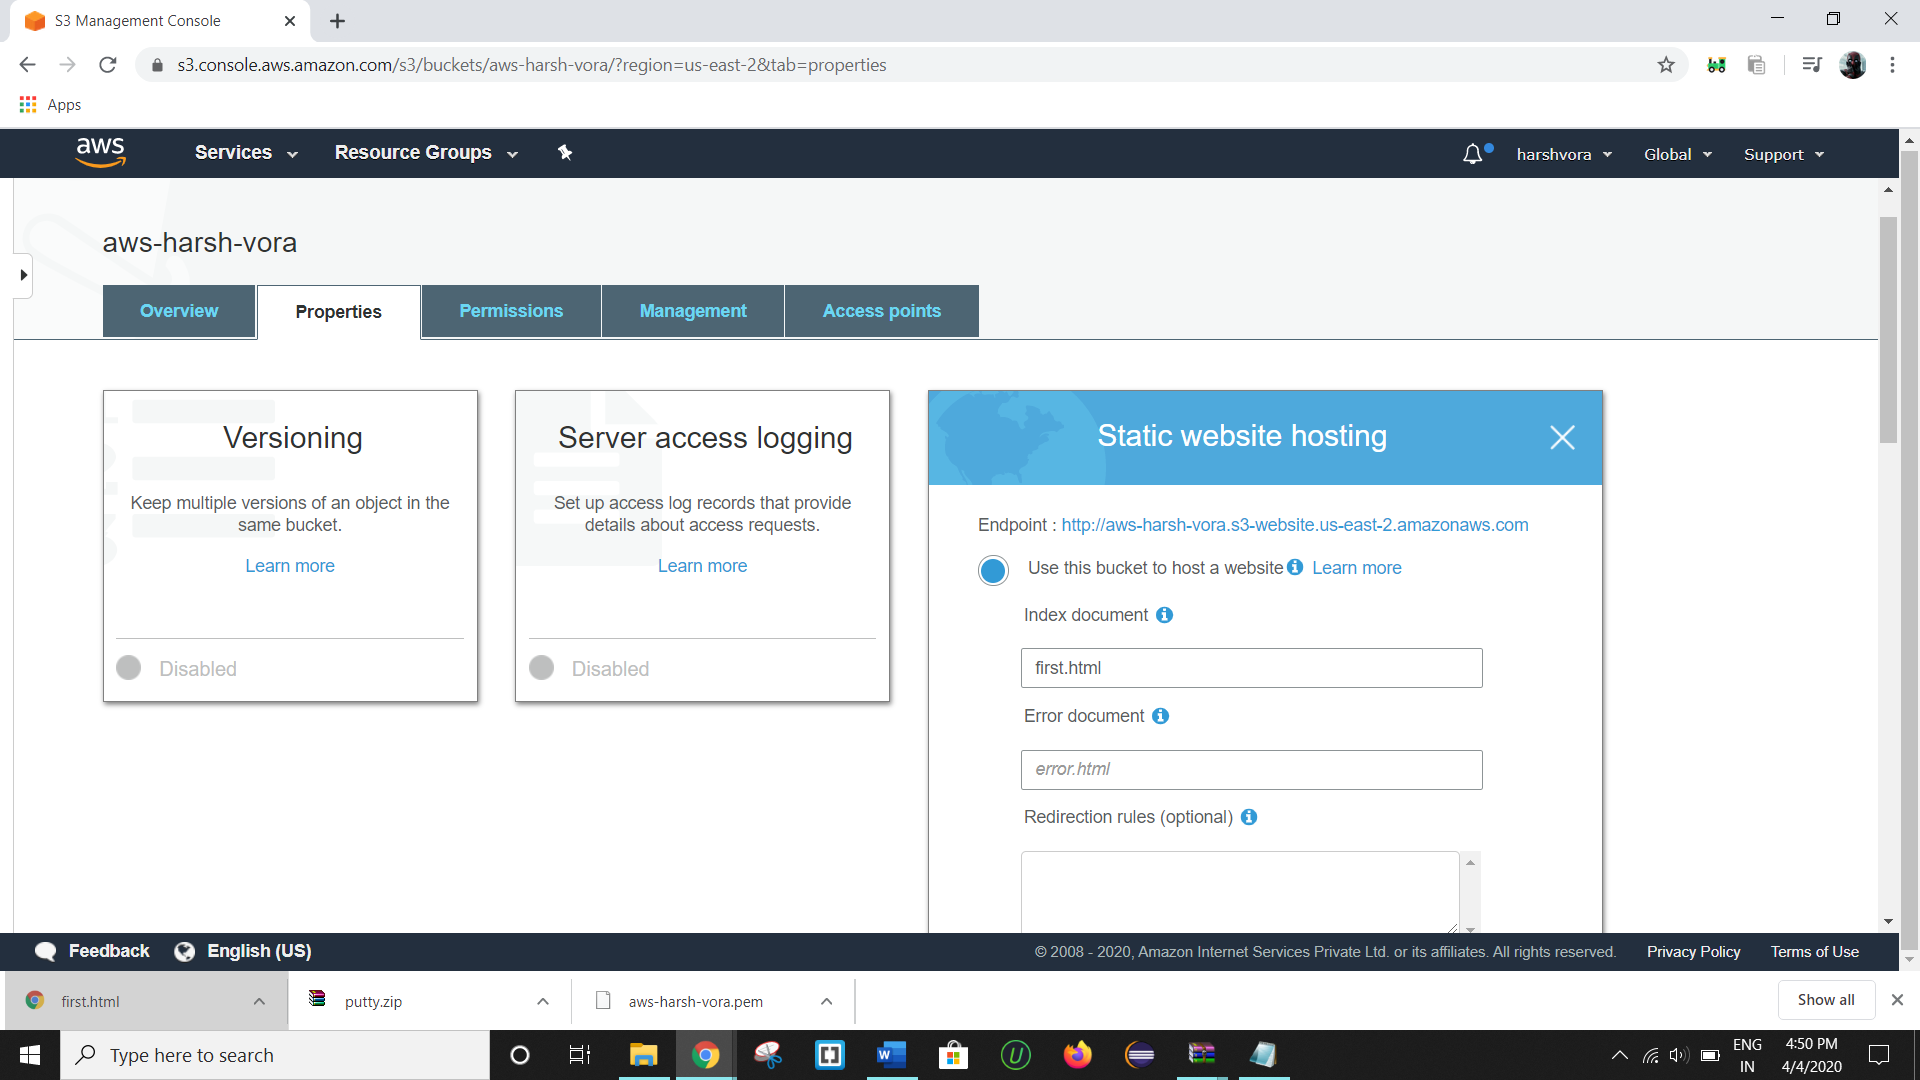 S3 Management Console
s3.console.aws.amazon.com/s3/buckets/aws-harsh-vora/?region=us-east-2&tab=properties
Apps
aws Services Resource Groups harshvora Global Support
aws-harsh-vora
Overview Properties Permissions Management Access points
Versioning
Keep multiple versions of an object in the
same bucket.
Learn more
Disabled
Server access logging
Set up access log records that provide
details about access requests.
Learn more
Disabled
Static website hosting
Endpoint : http://aws-harsh-vora.s3-website.us-east-2.amazonaws.com
Use this bucket to host a website Learn more
Index document
first.html
Error document
error.html
Redirection rules (optional)
Feedback English (US) © 2008 - 2020, Amazon Internet Services Private Ltd. or its affiliates. All rights reserved. Privacy Policy Terms of Use
first.html putty.zip aws-harsh-vora.pem Show all
Type here to search
ENG
IN
4:50 PM
4/4/2020